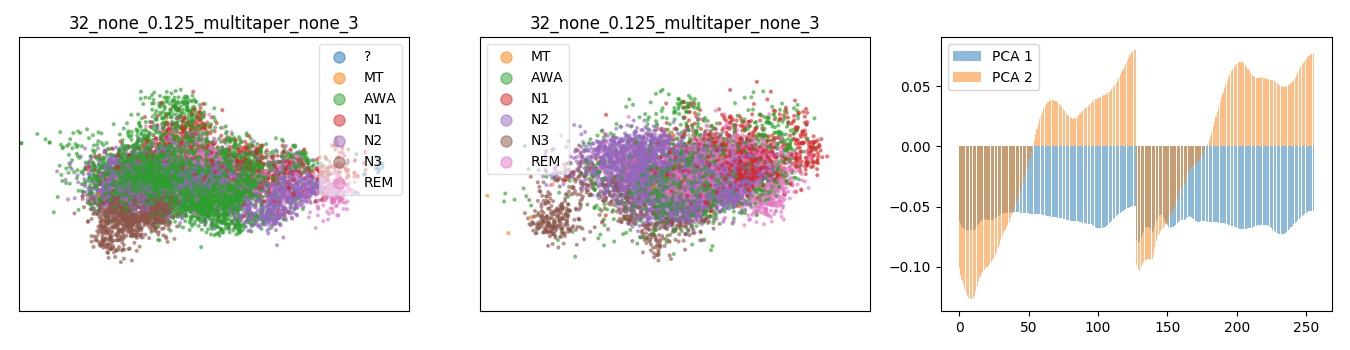 32_none_0.125_multitaper_none_3
?
MT
AWA
N1
N2
N3
REM
32_none_0.125_multitaper_none_3
MT
AWA
N1
N2
N3
REM
PCA 1
PCA 2
0.05
0.00
−0.05
−0.10
0 50 100 150 200 250